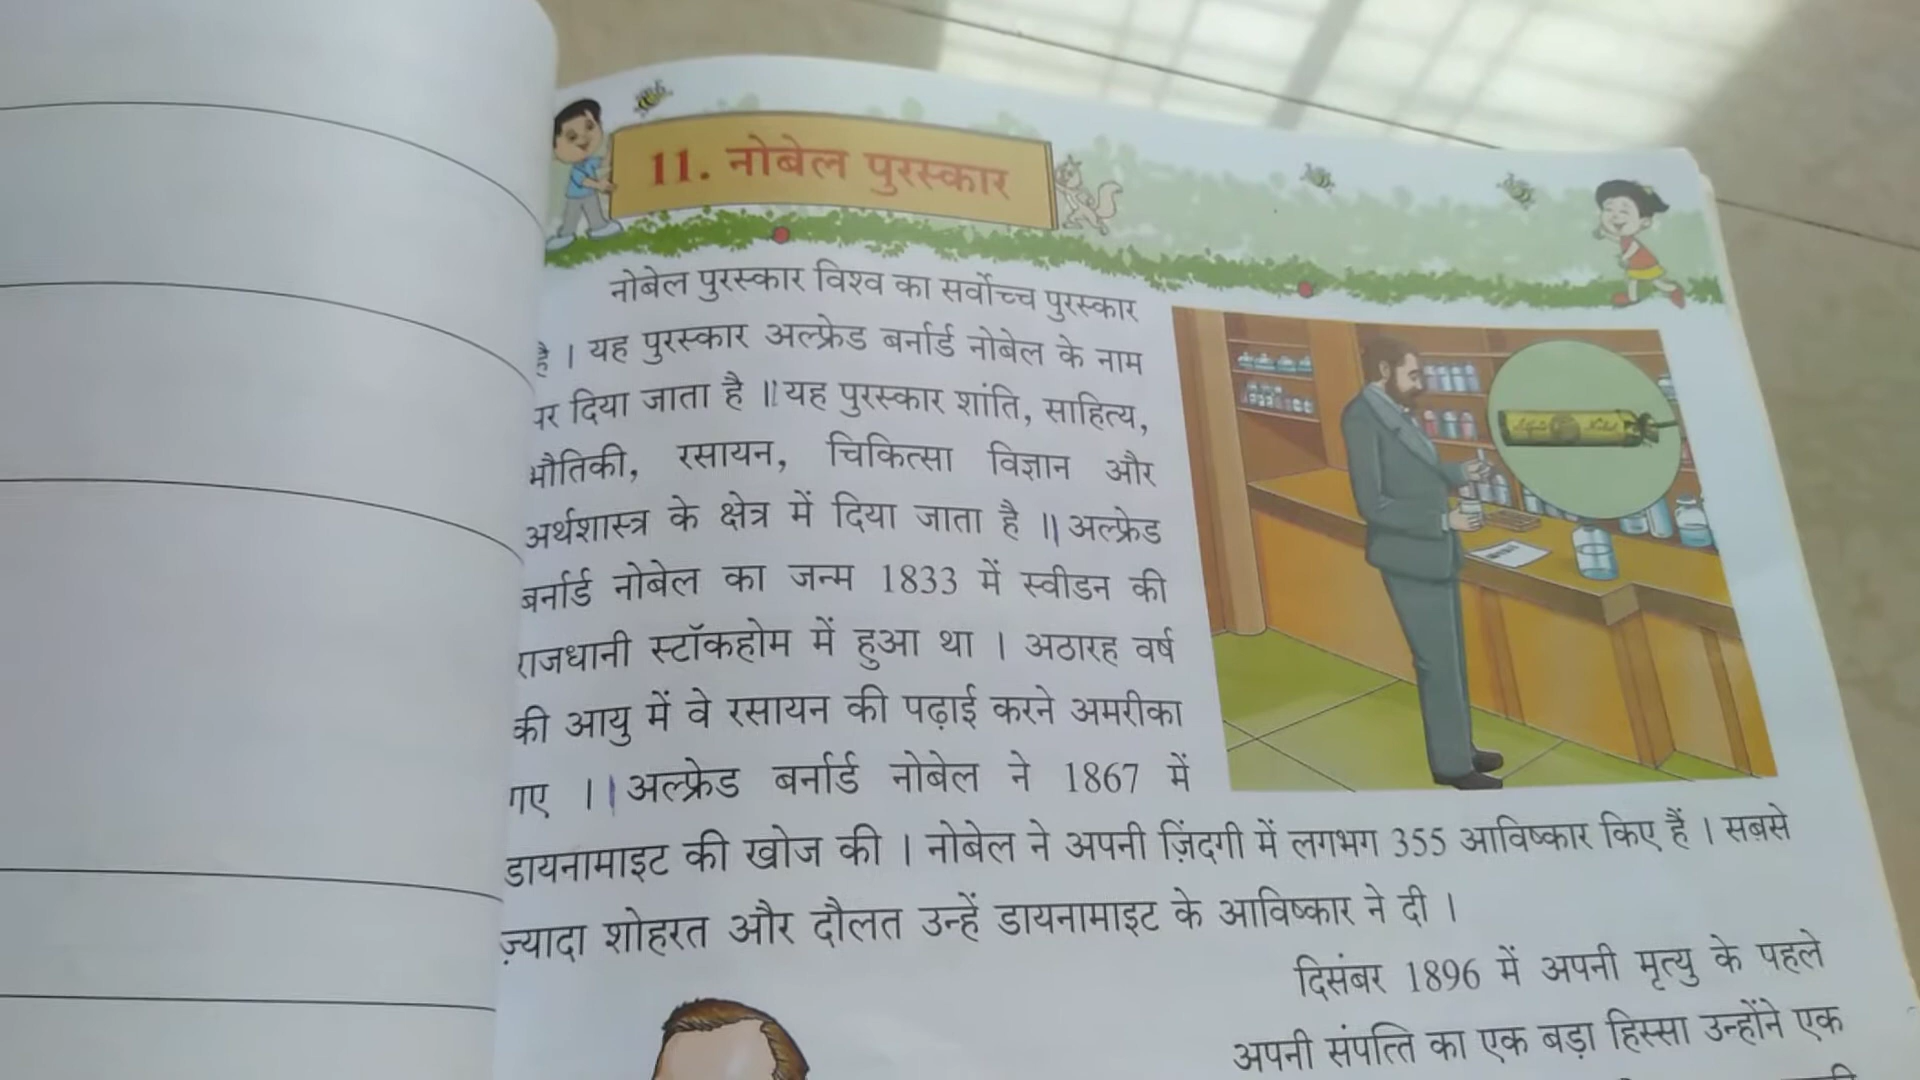 11. नोबेल पुरस्कार
नोबेल पुरस्कार विश्व का सर्वोच्च पुरस्कार
है । यह पुरस्कार अल्फ्रेड बर्नार्ड नोबेल के नाम
पर दिया जाता है । यह पुरस्कार शांति, साहित्य,
भौतिकी, रसायन, चिकित्सा विज्ञान और
अर्थशास्त्र के क्षेत्र में दिया जाता है । अल्फ्रेड
बर्नार्ड नोबेल का जन्म 1833 में स्वीडन की
राजधानी स्टॉकहोम में हुआ था । अठारह वर्ष
की आयु में वे रसायन की पढ़ाई करने अमरीका
गए । अल्फ्रेड बर्नार्ड नोबेल ने 1867 में
डायनामाइट की खोज की । नोबेल ने अपनी ज़िंदगी में लगभग 355 आविष्कार किए हैं । सबसे
ज़्यादा शोहरत और दौलत उन्हें डायनामाइट के आविष्कार ने दी ।
दिसंबर 1896 में अपनी मृत्यु के पहले
अपनी संपत्ति का एक बड़ा हिस्सा उन्होंने एक